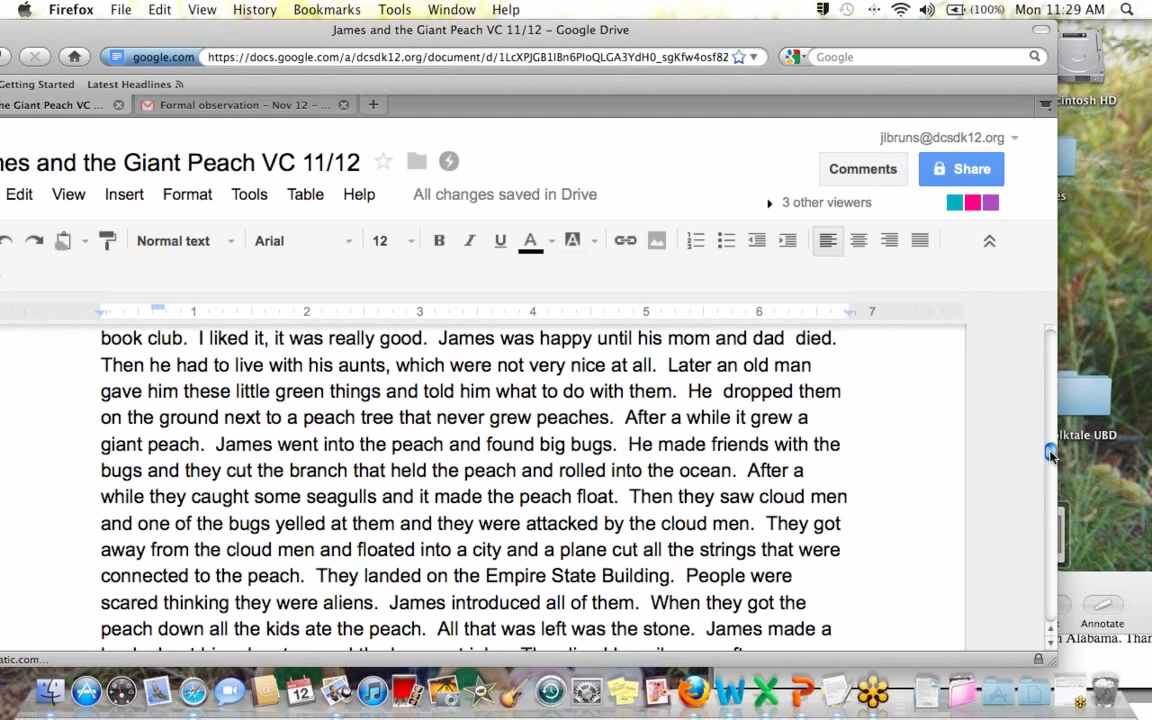 Firefox File Edit View History Bookmarks Tools Window Help (100%) Mon 11:29 AM
James and the Giant Peach VC 11/12 – Google Drive
google.com https://docs.google.com/a/dcsdk12.org/document/d/1LcXPJGB1lBn6PIoQLGA3YdH0_sgKfw4osf82 Google
Getting Started Latest Headlines
he Giant Peach VC ... Formal observation – Nov 12 – ...
cintosh HD
jlbruns@dcsdk12.org
mes and the Giant Peach VC 11/12
Comments Share
Edit View Insert Format Tools Table Help All changes saved in Drive
3 other viewers
Normal text Arial 12 B I U A A
1 2 3 4 5 6 7
book club. I liked it, it was really good. James was happy until his mom and dad died.
Then he had to live with his aunts, which were not very nice at all. Later an old man
gave him these little green things and told him what to do with them. He dropped them
on the ground next to a peach tree that never grew peaches. After a while it grew a
giant peach. James went into the peach and found big bugs. He made friends with the
bugs and they cut the branch that held the peach and rolled into the ocean. After a
while they caught some seagulls and it made the peach float. Then they saw cloud men
and one of the bugs yelled at them and they were attacked by the cloud men. They got
away from the cloud men and floated into a city and a plane cut all the strings that were
connected to the peach. They landed on the Empire State Building. People were
scared thinking they were aliens. James introduced all of them. When they got the
peach down all the kids ate the peach. All that was left was the stone. James made a
lktale UBD
Annotate
n Alabama. Than
atic.com...
12